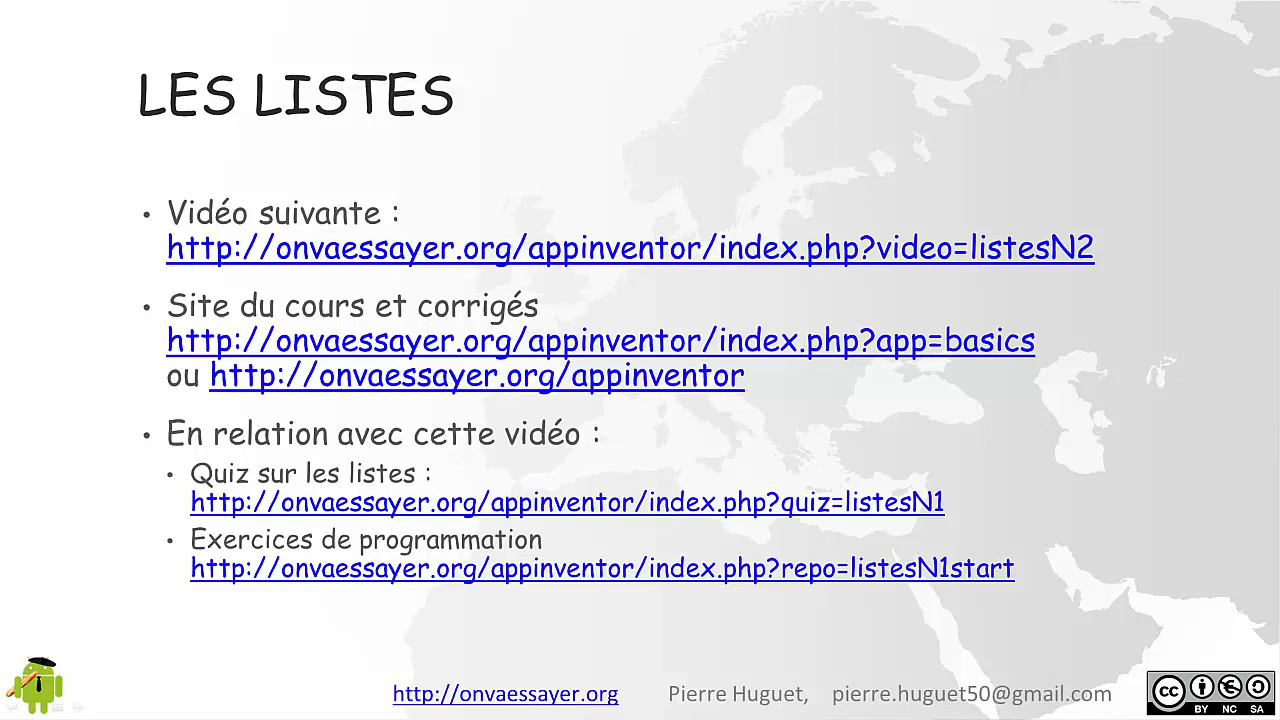 LES LISTES
• Vidéo suivante :
http://onvaessayer.org/appinventor/index.php?video=listesN2
• Site du cours et corrigés
http://onvaessayer.org/appinventor/index.php?app=basics
ou http://onvaessayer.org/appinventor
• En relation avec cette vidéo :
• Quiz sur les listes :
http://onvaessayer.org/appinventor/index.php?quiz=listesN1
• Exercices de programmation
http://onvaessayer.org/appinventor/index.php?repo=listesN1start
http://onvaessayer.org Pierre Huguet, pierre.huguet50@gmail.com
cc BY NC SA